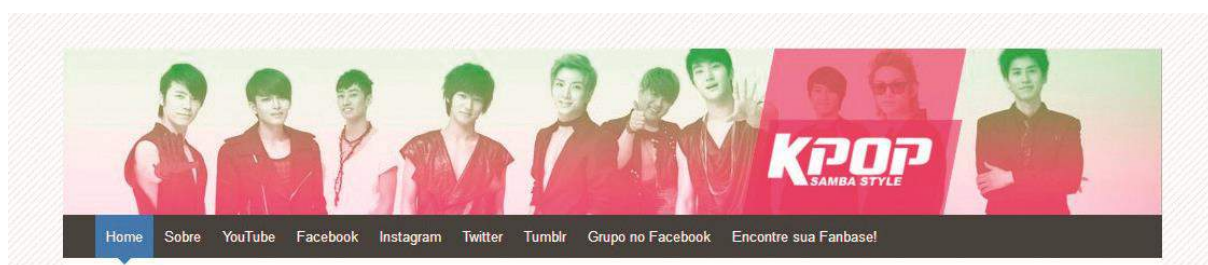 KPOP
SAMBA STYLE
Home Sobre YouTube Facebook Instagram Twitter Tumblr Grupo no Facebook Encontre sua Fanbase!